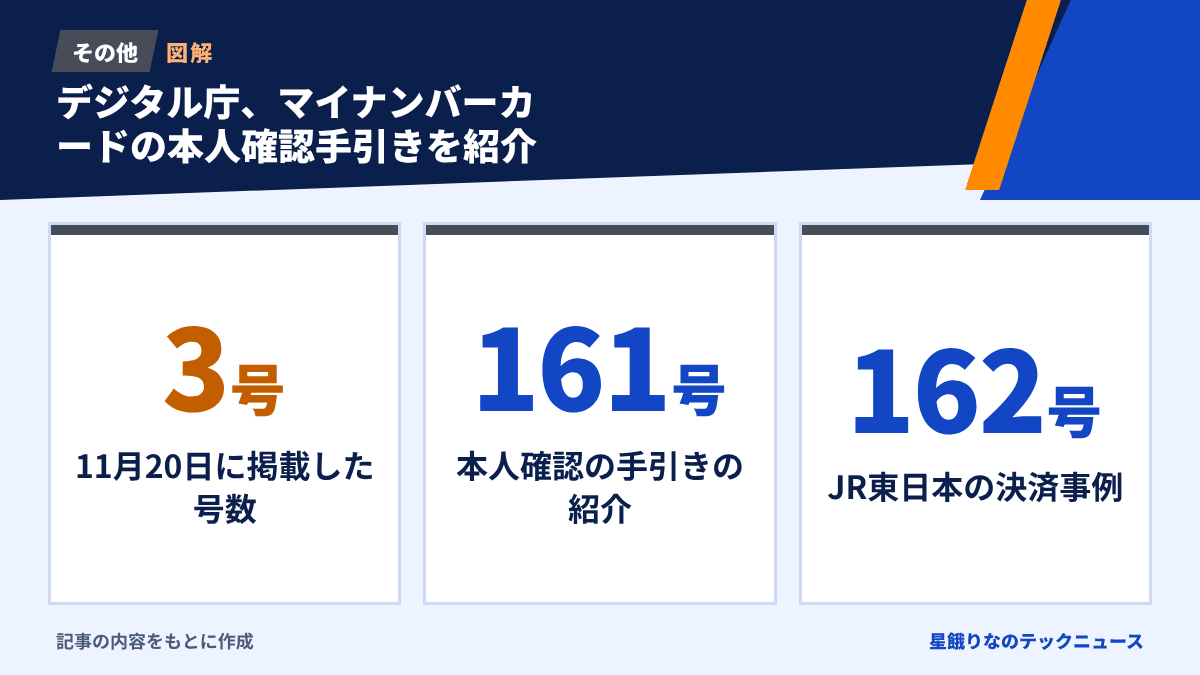 その他 図解
デジタル庁、マイナンバーカ
ードの本人確認手引きを紹介
3号
11月20日に掲載した
号数
161号
本人確認の手引きの
紹介
162号
JR東日本の決済事例
記事の内容をもとに作成
星餓りなのテックニュース